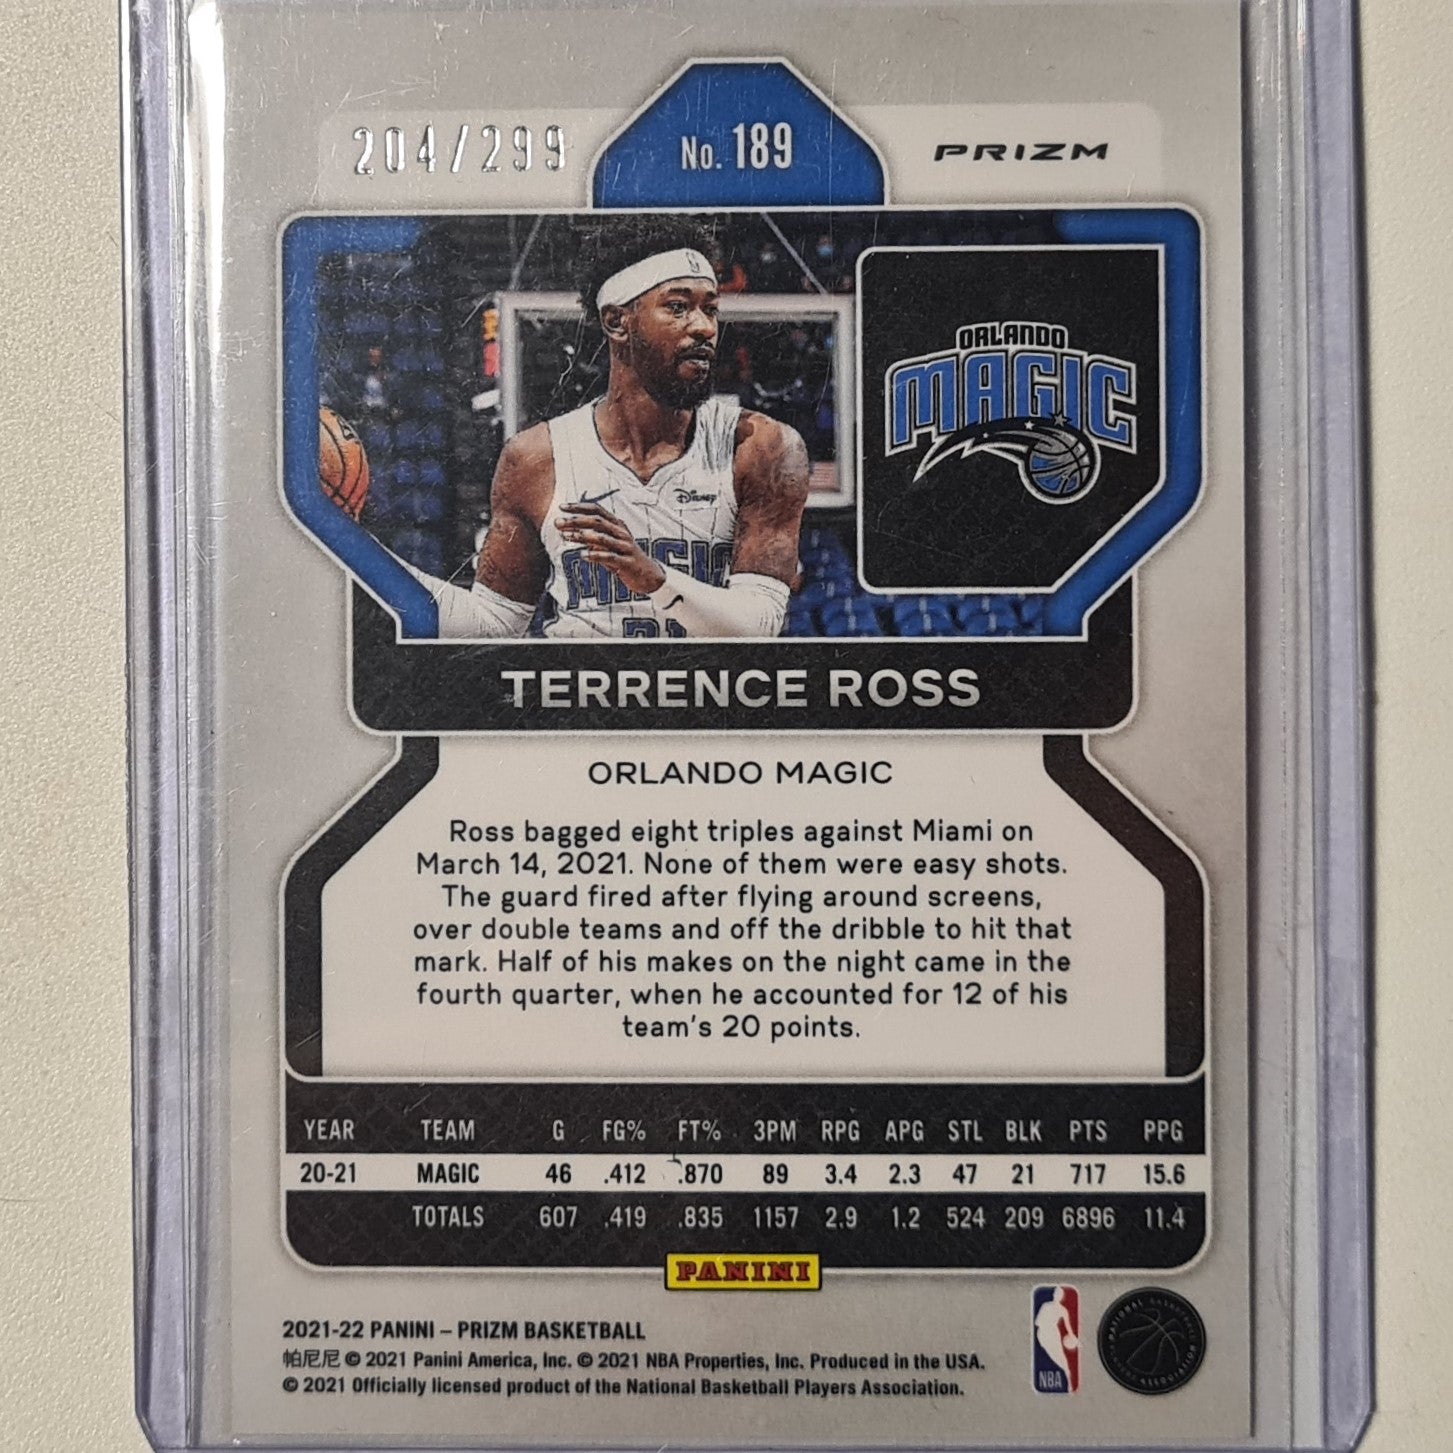 204/299
No. 189
PRIZM
ORLANDO
MAGIC
Disney
MAGIC
TERRENCE ROSS
ORLANDO MAGIC
Ross bagged eight triples against Miami on
March 14, 2021. None of them were easy shots.
The guard fired after flying around screens,
over double teams and off the dribble to hit that
mark. Half of his makes on the night came in the
fourth quarter, when he accounted for 12 of his
team's 20 points.
YEAR TEAM G FG% FT% 3PM RPG APG STL BLK PTS PPG
20-21 MAGIC 46 .412 .870 89 3.4 2.3 47 21 717 15.6
TOTALS 607 .419 .835 1157 2.9 1.2 524 209 6896 11.4
PANINI
2021-22 PANINI – PRIZM BASKETBALL
帕尼尼 © 2021 Panini America, Inc. © 2021 NBA Properties, Inc. Produced in the USA.
© 2021 Officially licensed product of the National Basketball Players Association.
NBA
NATIONAL BASKETBALL PLAYERS ASSOCIATION